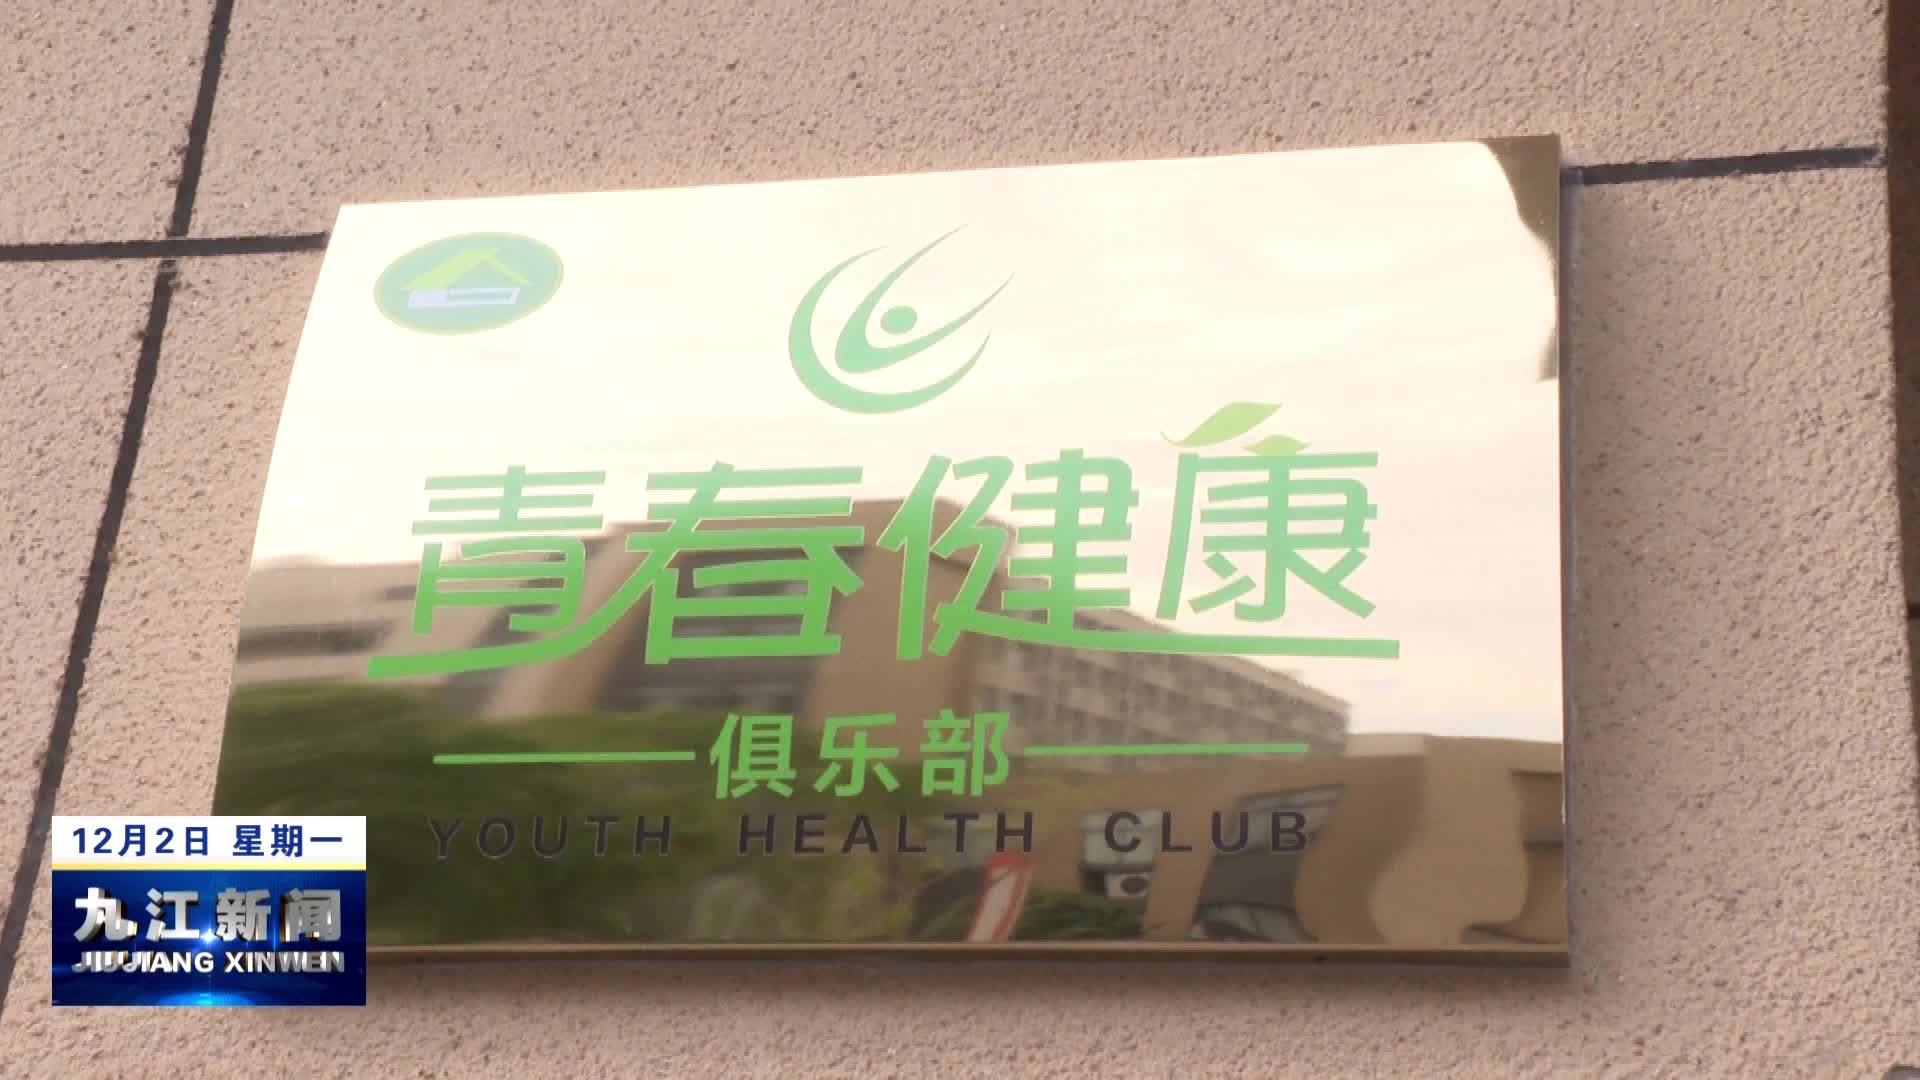 青春健康
俱乐部
YOUTH HEALTH CLUB
12月2日 星期一
九江新闻
JIUJIANG XINWEN